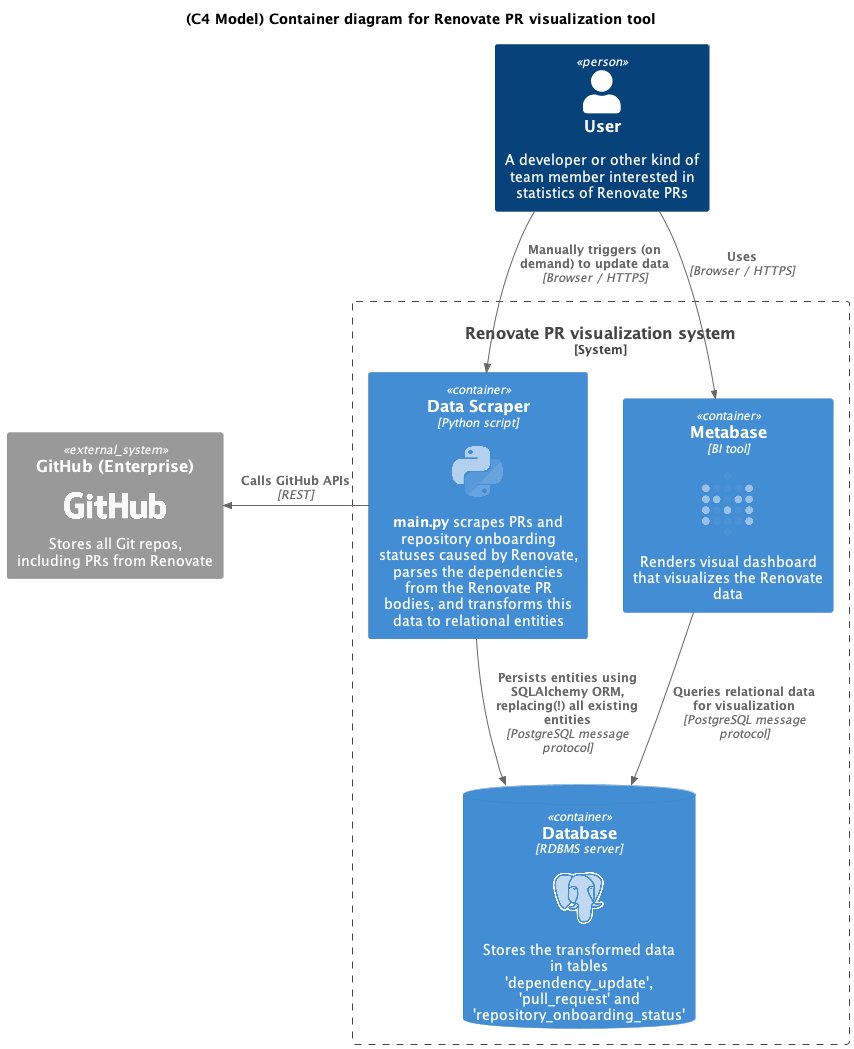 (C4 Model) Container diagram for Renovate PR visualization tool
«person»
User
A developer or other kind of
team member interested in
statistics of Renovate PRs
Manually triggers (on
demand) to update data
[Browser / HTTPS]
Uses
[Browser / HTTPS]
Renovate PR visualization system
[System]
«container»
Data Scraper
[Python script]
main.py scrapes PRs and
repository onboarding
statuses caused by Renovate,
parses the dependencies
from the Renovate PR
bodies, and transforms this
data to relational entities
«container»
Metabase
[BI tool]
Renders visual dashboard
that visualizes the Renovate
data
«external_system»
GitHub (Enterprise)
GitHub
Stores all Git repos,
including PRs from Renovate
Calls GitHub APIs
[REST]
Persists entities using
SQLAlchemy ORM,
replacing(!) all existing
entities
[PostgreSQL message
protocol]
Queries relational data
for visualization
[PostgreSQL message
protocol]
«container»
Database
[RDBMS server]
Stores the transformed data
in tables
'dependency_update',
'pull_request' and
'repository_onboarding_status'